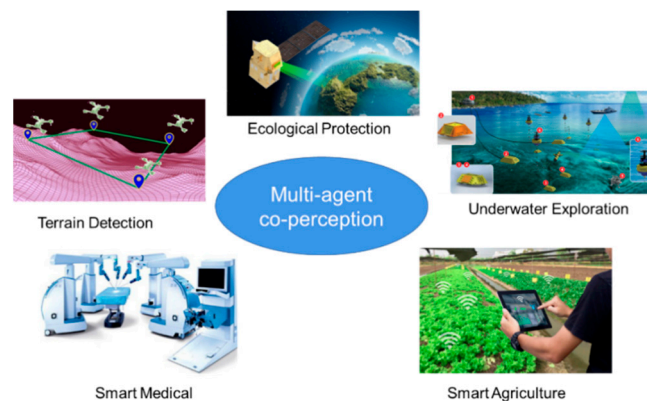 Ecological Protection
Terrain Detection
Multi-agent
co-perception
Underwater Exploration
Smart Medical
Smart Agriculture